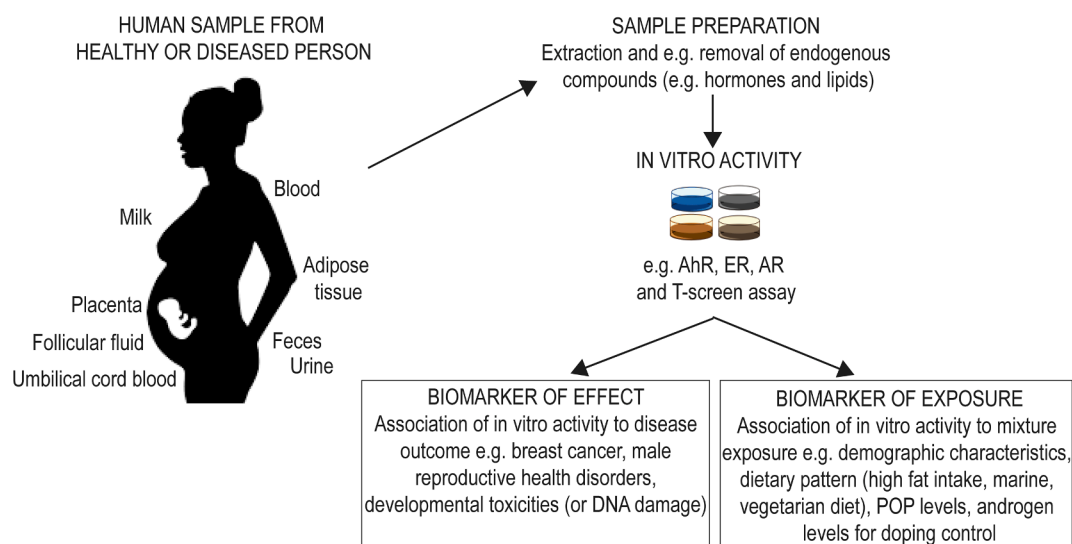 HUMAN SAMPLE FROM
HEALTHY OR DISEASED PERSON
Blood
Milk
Adipose
tissue
Placenta
Follicular fluid
Feces
Urine
Umbilical cord blood
SAMPLE PREPARATION
Extraction and e.g. removal of endogenous
compounds (e.g. hormones and lipids)
IN VITRO ACTIVITY
e.g. AhR, ER, AR
and T-screen assay
BIOMARKER OF EFFECT
Association of in vitro activity to disease
outcome e.g. breast cancer, male
reproductive health disorders,
developmental toxicities (or DNA damage)
BIOMARKER OF EXPOSURE
Association of in vitro activity to mixture
exposure e.g. demographic characteristics,
dietary pattern (high fat intake, marine,
vegetarian diet), POP levels, androgen
levels for doping control